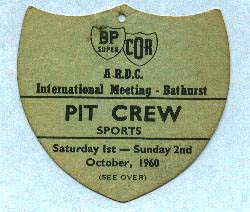 BP
SUPER
COR
A.R.D.C.
International Meeting - Bathurst
PIT CREW
SPORTS
Saturday 1st — Sunday 2nd
October, 1960
(SEE OVER)